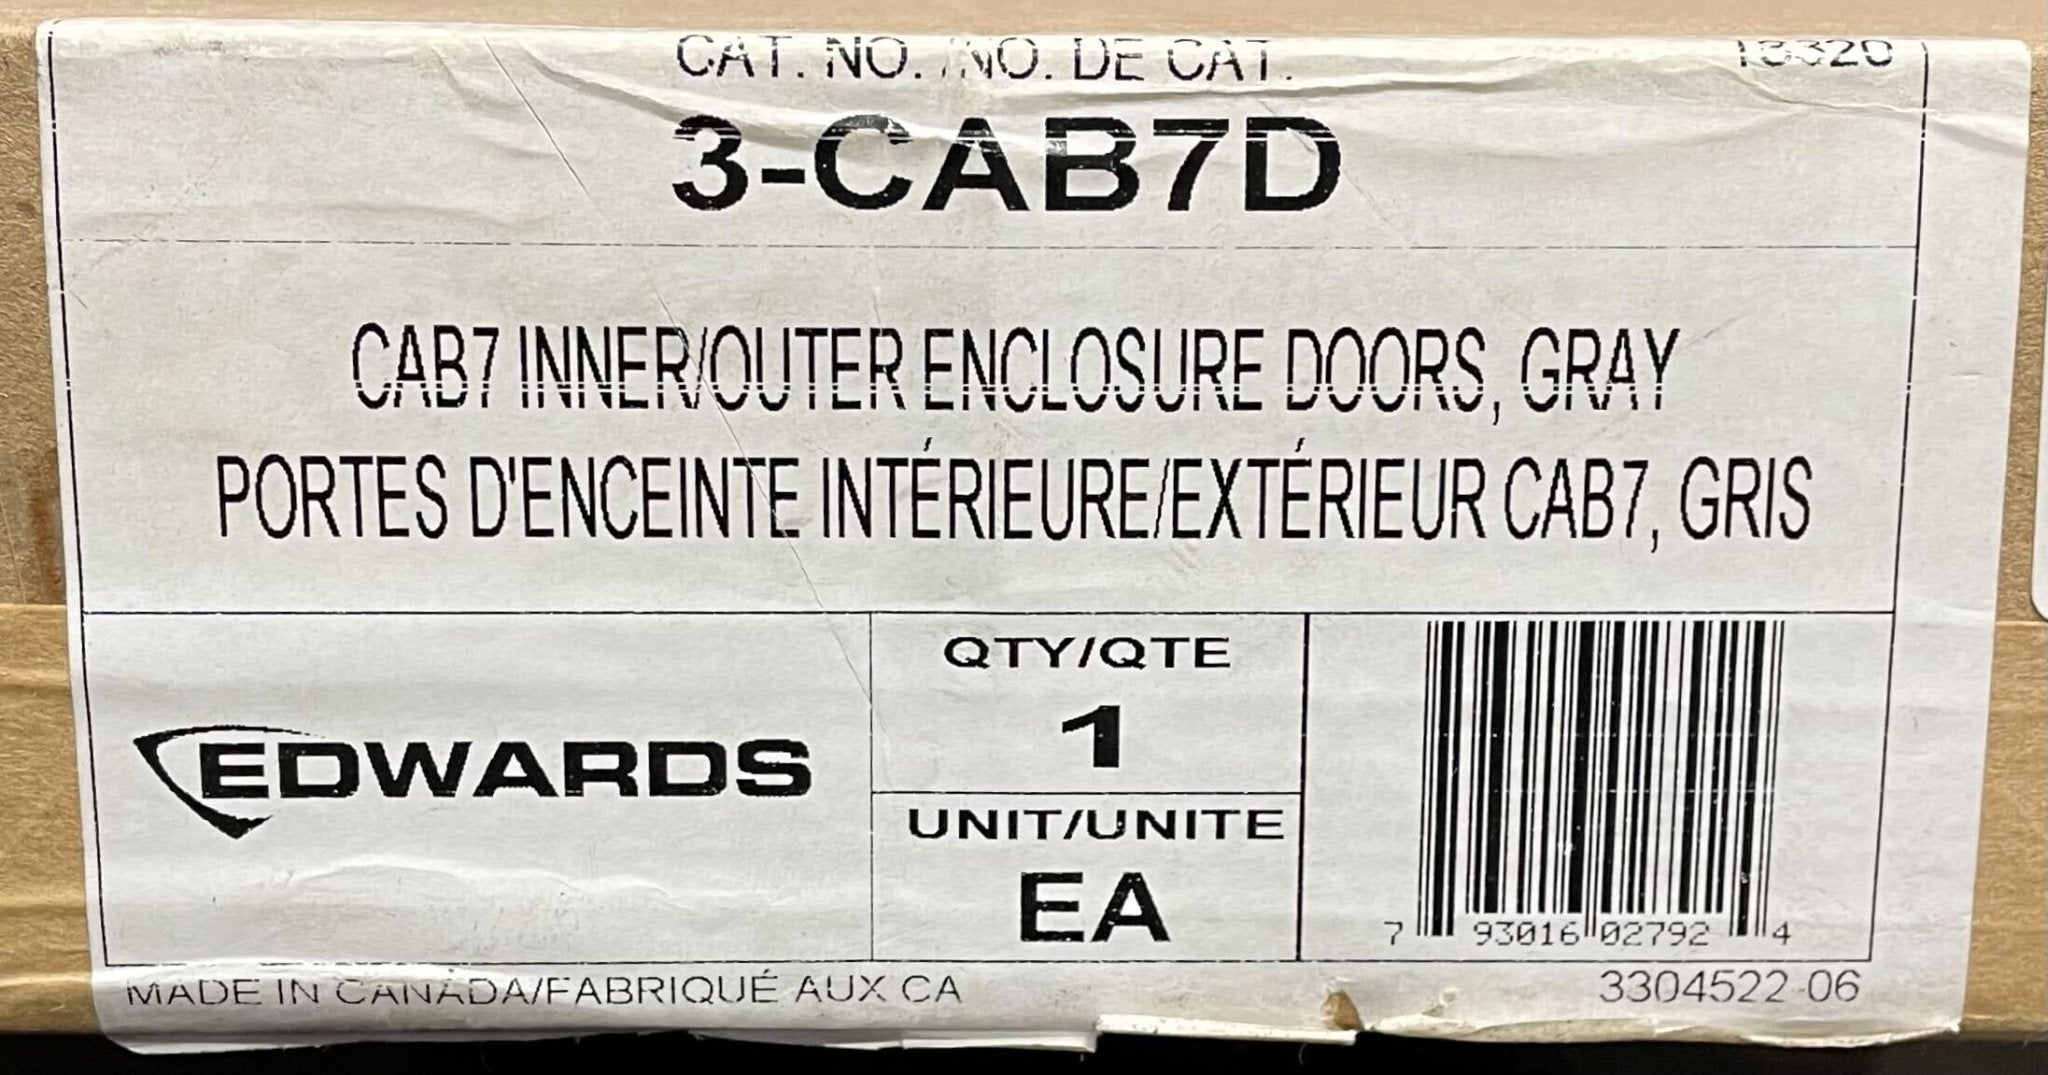 CAT. NO. /NO. DE CAT. 13320
3-CAB7D
CAB7 INNER/OUTER ENCLOSURE DOORS, GRAY
PORTES D'ENCEINTE INTÉRIEURE/EXTÉRIEUR CAB7, GRIS
EDWARDS
QTY/QTE
1
UNIT/UNITE
EA
7 93016 02792 4
MADE IN CANADA/FABRIQUÉ AUX CA
3304522-06